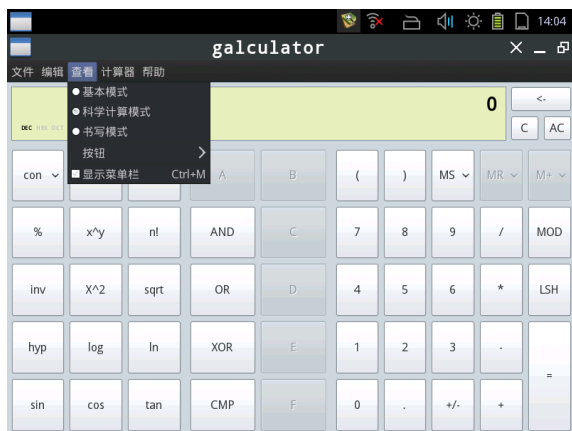 14:04
galculator
文件 编辑 查看 计算器 帮助
基本模式
科学计算模式
书写模式
按钮
显示菜单栏 Ctrl+M
0 <-
DEC HEX OCT
C AC
con A B ( ) MS MR M+
% x^y n! AND C 7 8 9 / MOD
inv X^2 sqrt OR D 4 5 6 * LSH
hyp log ln XOR E 1 2 3 -
=
sin cos tan CMP F 0 . +/- +